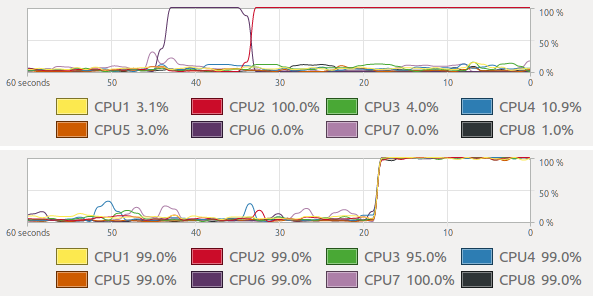 100 %
50 %
0 %
60 seconds 50 40 30 20 10 0
CPU1 3.1% CPU2 100.0% CPU3 4.0% CPU4 10.9%
CPU5 3.0% CPU6 0.0% CPU7 0.0% CPU8 1.0%
100 %
50 %
0 %
60 seconds 50 40 30 20 10 0
CPU1 99.0% CPU2 99.0% CPU3 95.0% CPU4 99.0%
CPU5 99.0% CPU6 99.0% CPU7 100.0% CPU8 99.0%